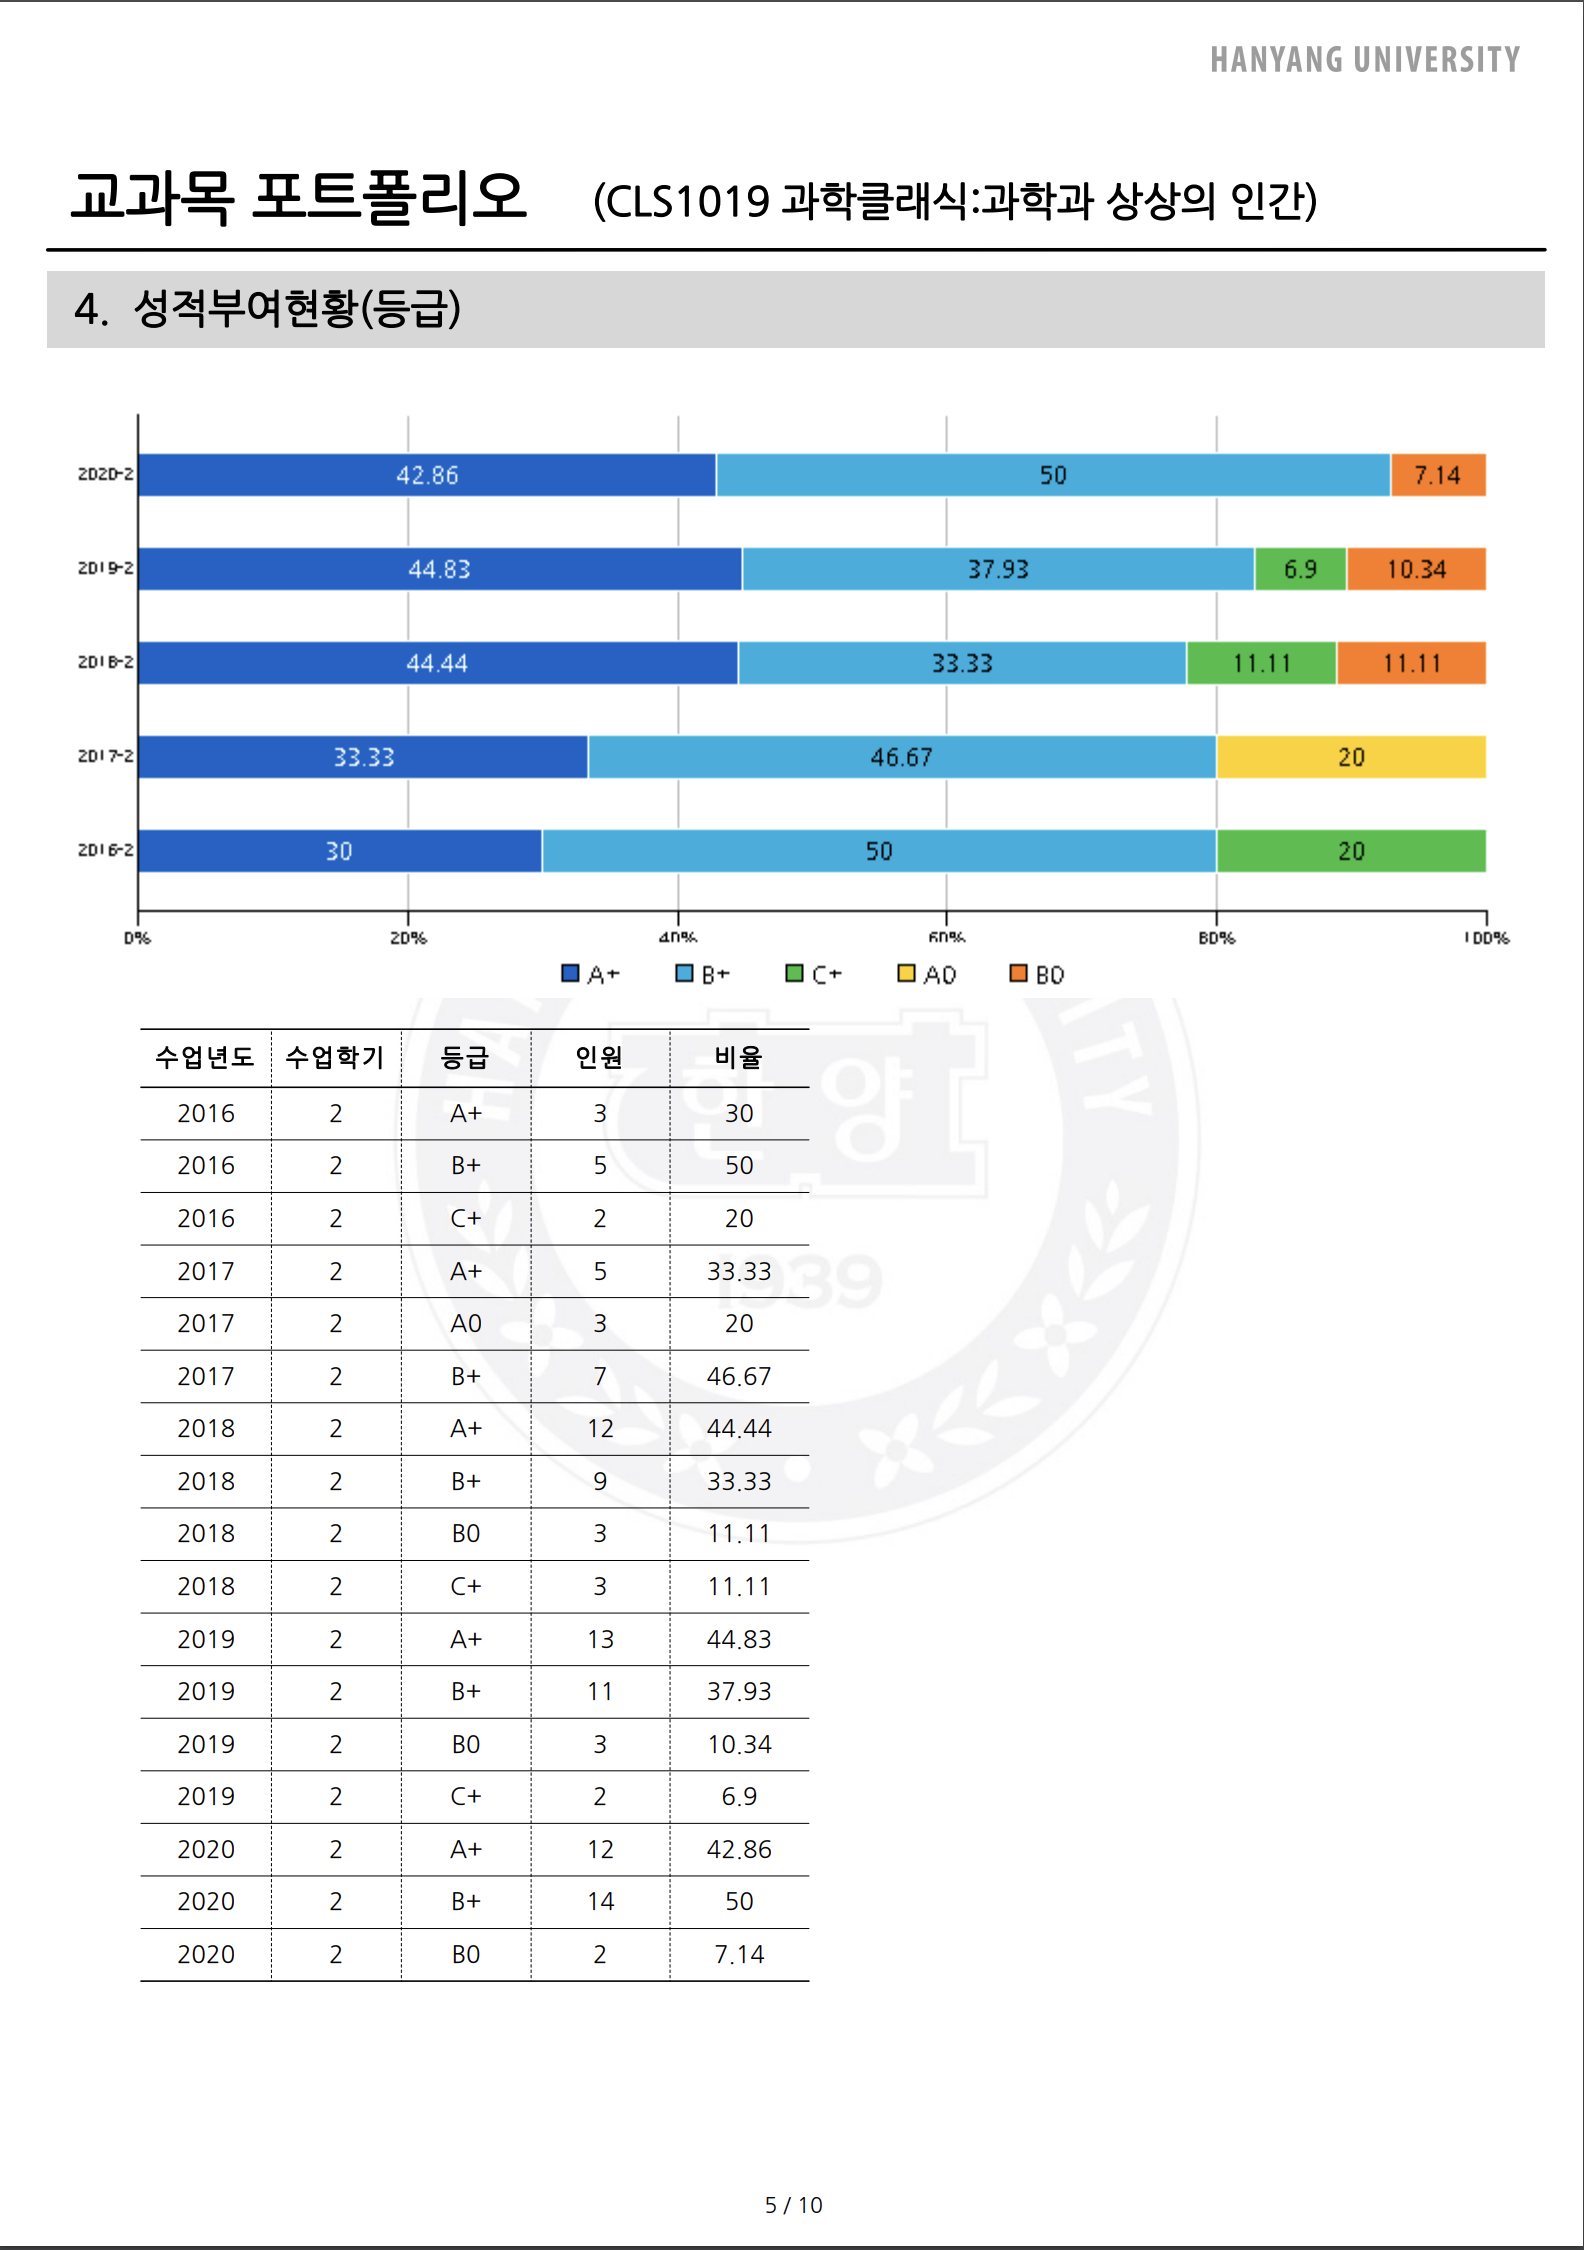 HANYANG UNIVERSITY
교과목 포트폴리오 (CLS1019 과학클래식:과학과 상상의 인간)
4. 성적부여현황(등급)
2020-2 42.86 50 7.14
2019-2 44.83 37.93 6.9 10.34
2018-2 44.44 33.33 11.11 11.11
2017-2 33.33 46.67 20
2016-2 30 50 20
0% 20% 40% 60% 80% 100%
A+ B+ C+ A0 B0
수업년도 수업학기 등급 인원 비율
2016 2 A+ 3 30
2016 2 B+ 5 50
2016 2 C+ 2 20
2017 2 A+ 5 33.33
2017 2 A0 3 20
2017 2 B+ 7 46.67
2018 2 A+ 12 44.44
2018 2 B+ 9 33.33
2018 2 B0 3 11.11
2018 2 C+ 3 11.11
2019 2 A+ 13 44.83
2019 2 B+ 11 37.93
2019 2 B0 3 10.34
2019 2 C+ 2 6.9
2020 2 A+ 12 42.86
2020 2 B+ 14 50
2020 2 B0 2 7.14
한양
1939
5 / 10